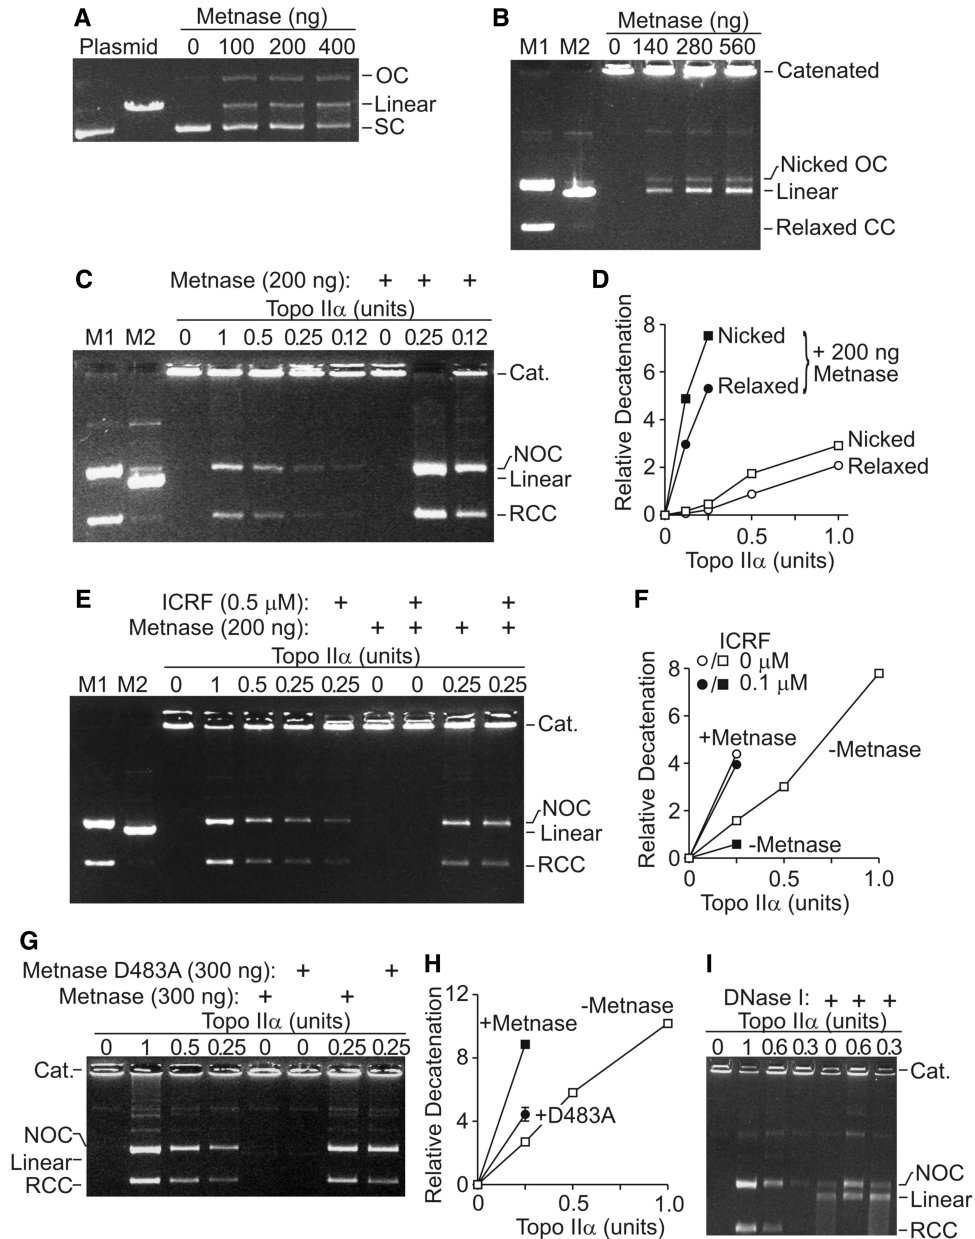 A
Metnase (ng)
Plasmid 0 100 200 400
OC
Linear
SC
B
Metnase (ng)
M1 M2 0 140 280 560
Catenated
Nicked OC
Linear
Relaxed CC
C
Metnase (200 ng): + + +
Topo IIα (units)
M1 M2 0 1 0.5 0.25 0.12 0 0.25 0.12
Cat.
NOC
Linear
RCC
D
Relative Decatenation
8
6
4
2
0
0 0.5 1.0
Topo IIα (units)
Nicked
Relaxed
+ 200 ng
Metnase
Nicked
Relaxed
E
ICRF (0.5 μM): + + +
Metnase (200 ng): + + + +
Topo IIα (units)
M1 M2 0 1 0.5 0.25 0.25 0 0 0.25 0.25
Cat.
NOC
Linear
RCC
F
ICRF
○/□ 0 μM
●/■ 0.1 μM
Relative Decatenation
8
6
4
2
0
+Metnase
-Metnase
-Metnase
0 0.5 1.0
Topo IIα (units)
G
Metnase D483A (300 ng): + +
Metnase (300 ng): + +
Topo IIα (units)
0 1 0.5 0.25 0 0 0.25 0.25
Cat.
NOC
Linear
RCC
H
Relative Decatenation
12
8
4
0
-Metnase
+Metnase
+D483A
0 0.5 1.0
Topo IIα (units)
I
DNase I: + + +
Topo IIα (units)
0 1 0.6 0.3 0 0.6 0.3
Cat.
NOC
Linear
RCC